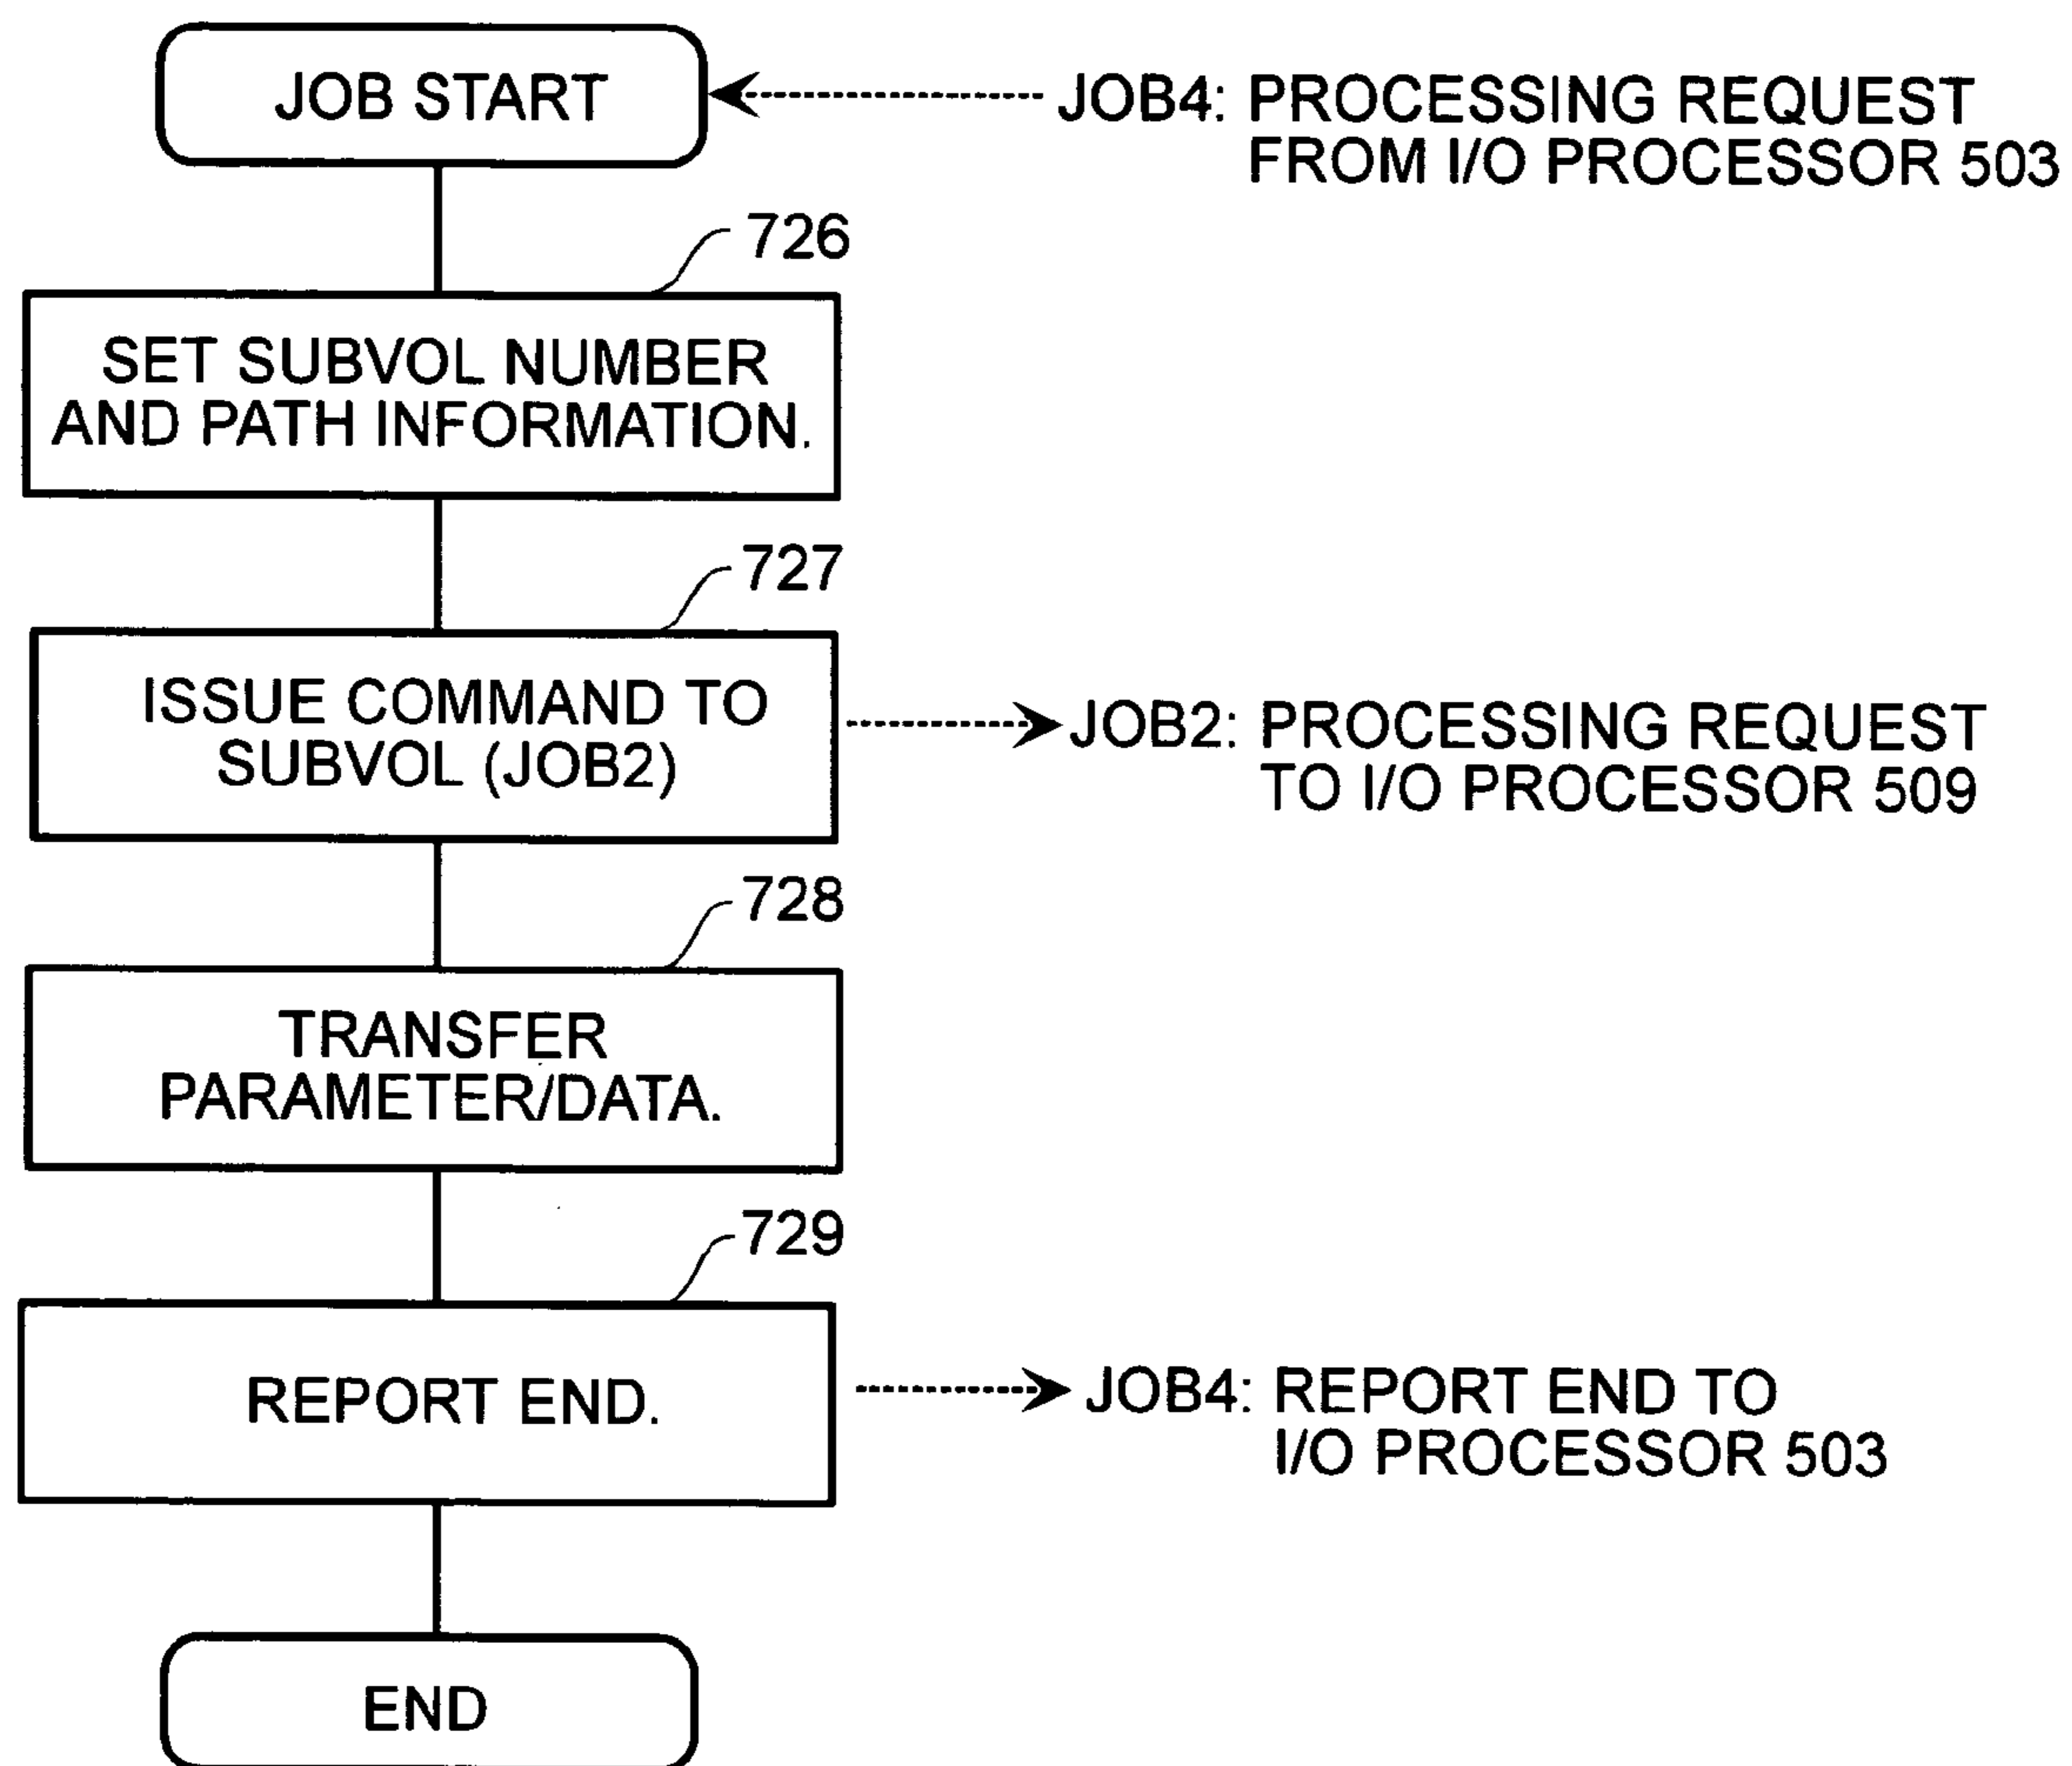 JOB START
JOB4: PROCESSING REQUEST
FROM I/O PROCESSOR 503
726
SET SUBVOL NUMBER
AND PATH INFORMATION.
727
ISSUE COMMAND TO
SUBVOL (JOB2)
JOB2: PROCESSING REQUEST
TO I/O PROCESSOR 509
728
TRANSFER
PARAMETER/DATA.
729
REPORT END.
JOB4: REPORT END TO
I/O PROCESSOR 503
END